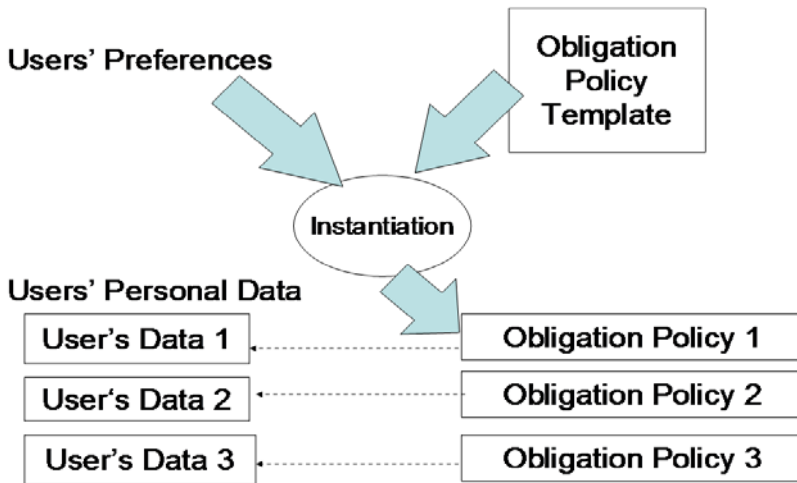 Users' Preferences
Obligation
Policy
Template
Instantiation
Users' Personal Data
User's Data 1
Obligation Policy 1
User‘s Data 2
Obligation Policy 2
User's Data 3
Obligation Policy 3